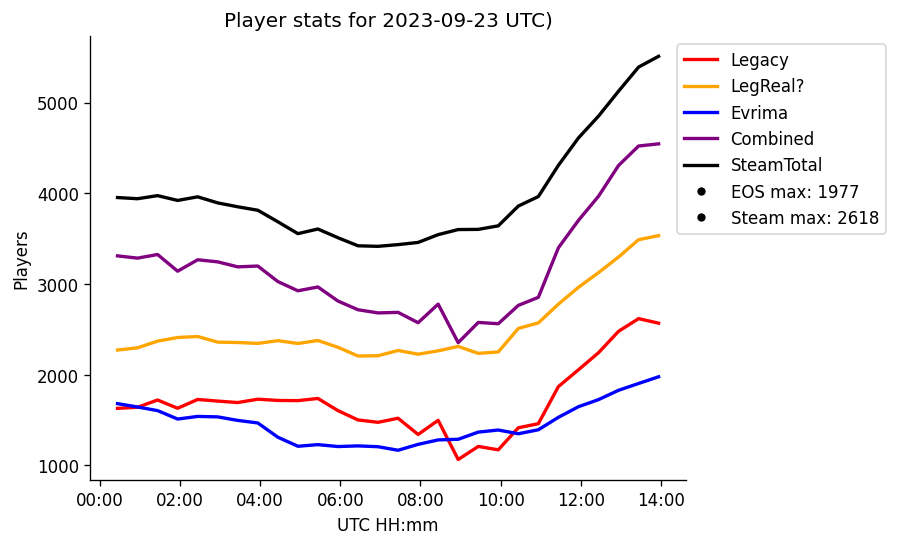 Player stats for 2023-09-23 UTC)
Legacy
LegReal?
Evrima
Combined
SteamTotal
EOS max: 1977
Steam max: 2618
Players
5000
4000
3000
2000
1000
00:00 02:00 04:00 06:00 08:00 10:00 12:00 14:00
UTC HH:mm